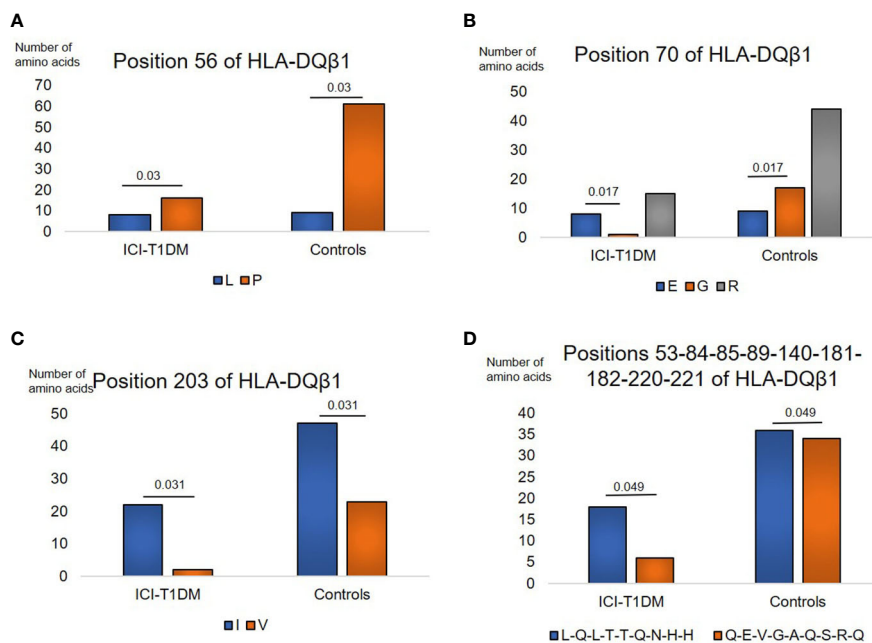 A
Number of
amino acids
Position 56 of HLA-DQβ1
70
60
50
40
30
20
10
0
0.03
0.03
ICI-T1DM
Controls
L P
B
Number of
amino acids
Position 70 of HLA-DQβ1
50
40
30
20
10
0
0.017
0.017
ICI-T1DM
Controls
E G R
C
Number of
amino acids
Position 203 of HLA-DQβ1
50
40
30
20
10
0
0.031
0.031
ICI-T1DM
Controls
I V
D
Number of
amino acids
Positions 53-84-85-89-140-181-
182-220-221 of HLA-DQβ1
40
35
30
25
20
15
10
5
0
0.049
0.049
ICI-T1DM
Controls
L-Q-L-T-T-Q-N-H-H Q-E-V-G-A-Q-S-R-Q